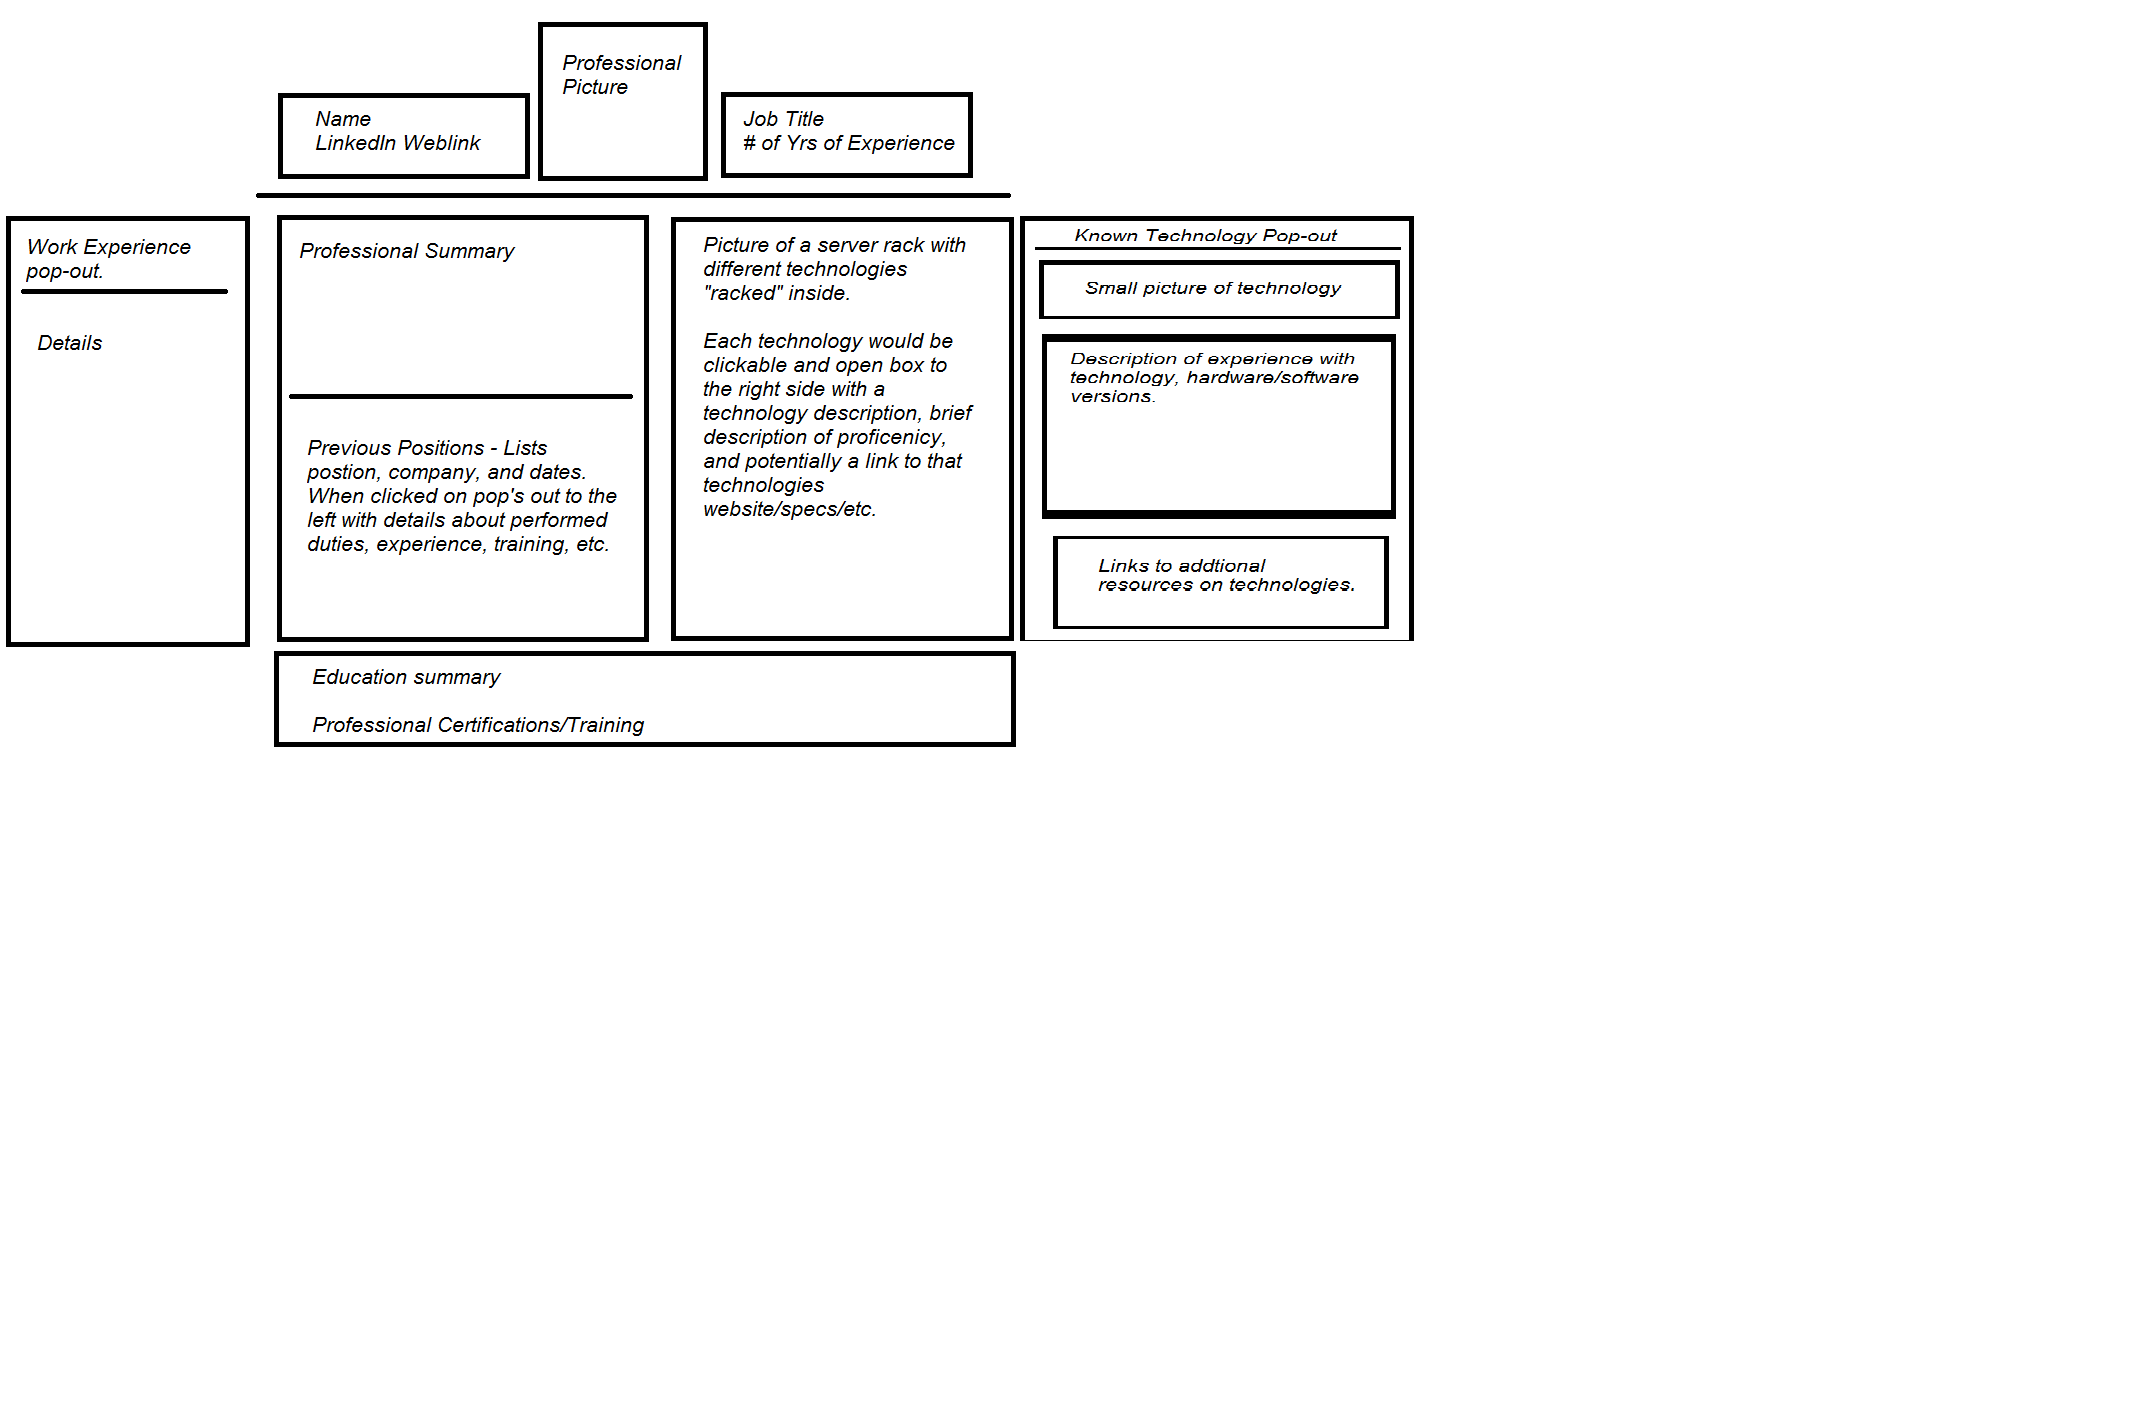 Professional
Picture
Name
LinkedIn Weblink
Job Title
# of Yrs of Experience
Work Experience
pop-out.
Details
Professional Summary
Previous Positions - Lists
postion, company, and dates.
When clicked on pop's out to the
left with details about performed
duties, experience, training, etc.
Picture of a server rack with
different technologies
"racked" inside.
Each technology would be
clickable and open box to
the right side with a
technology description, brief
description of proficenicy,
and potentially a link to that
technologies
website/specs/etc.
Known Technology Pop-out
Small picture of technology
Description of experience with
technology, hardware/software
versions.
Links to addtional
resources on technologies.
Education summary
Professional Certifications/Training